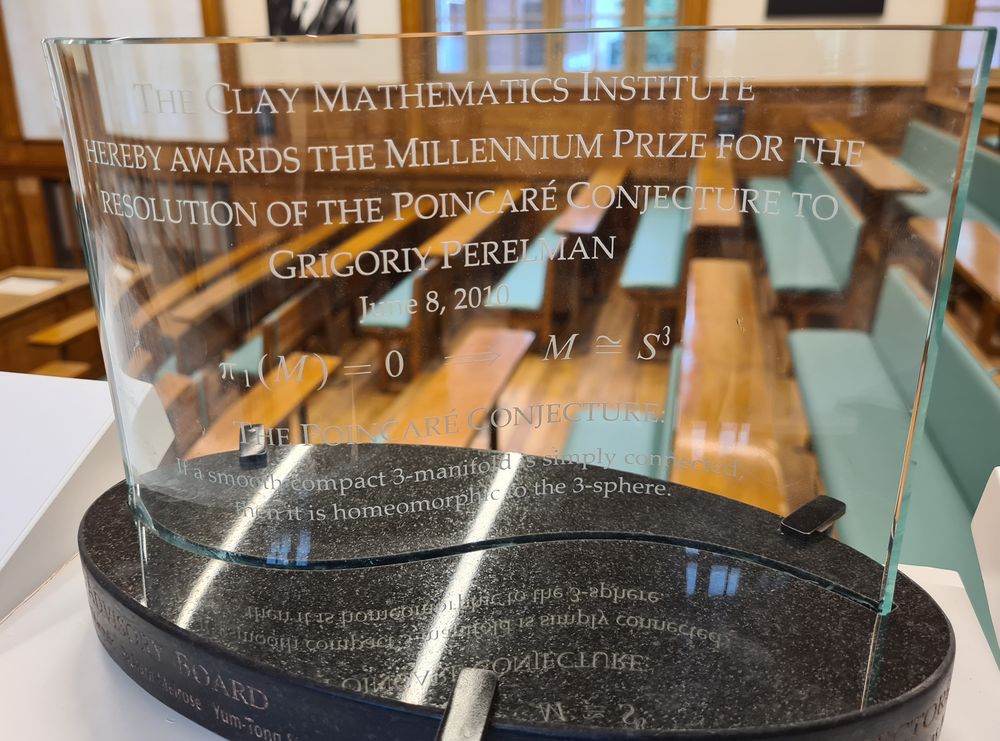 THE CLAY MATHEMATICS INSTITUTE
HEREBY AWARDS THE MILLENNIUM PRIZE FOR THE
RESOLUTION OF THE POINCARÉ CONJECTURE TO
GRIGORIY PERELMAN
June 8, 2010
π₁(M) = 0 ⟹ M ≅ S³
THE POINCARÉ CONJECTURE:
If a smooth compact 3-manifold is simply connected,
then it is homeomorphic to the 3-sphere.
BOARD
Yum-Tong